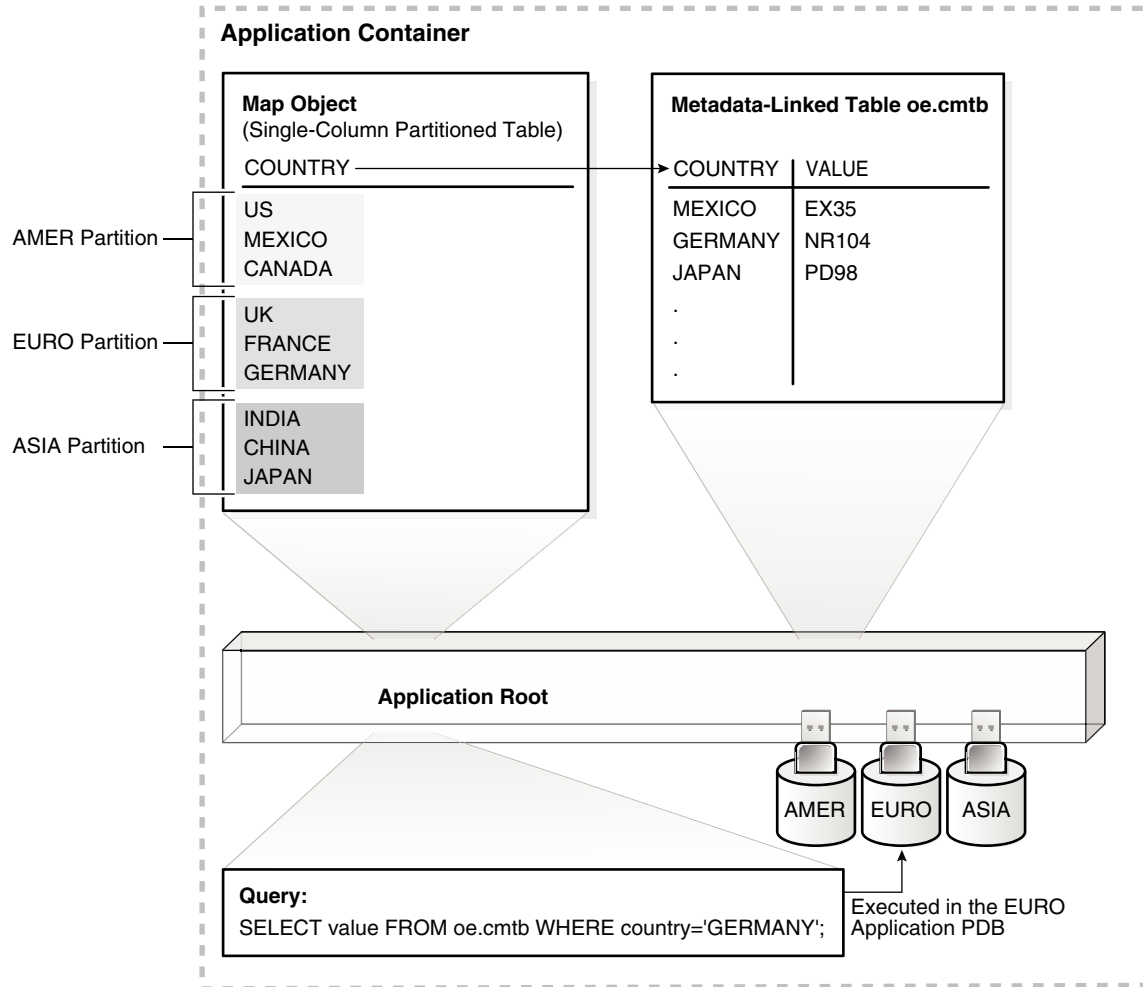 Application Container
Map Object
(Single-Column Partitioned Table)
COUNTRY
US
MEXICO
CANADA
UK
FRANCE
GERMANY
INDIA
CHINA
JAPAN
AMER Partition
EURO Partition
ASIA Partition
Metadata-Linked Table oe.cmtb
COUNTRY VALUE
MEXICO EX35
GERMANY NR104
JAPAN PD98
.
.
.
Application Root
AMER EURO ASIA
Query:
SELECT value FROM oe.cmtb WHERE country='GERMANY';
Executed in the EURO
Application PDB